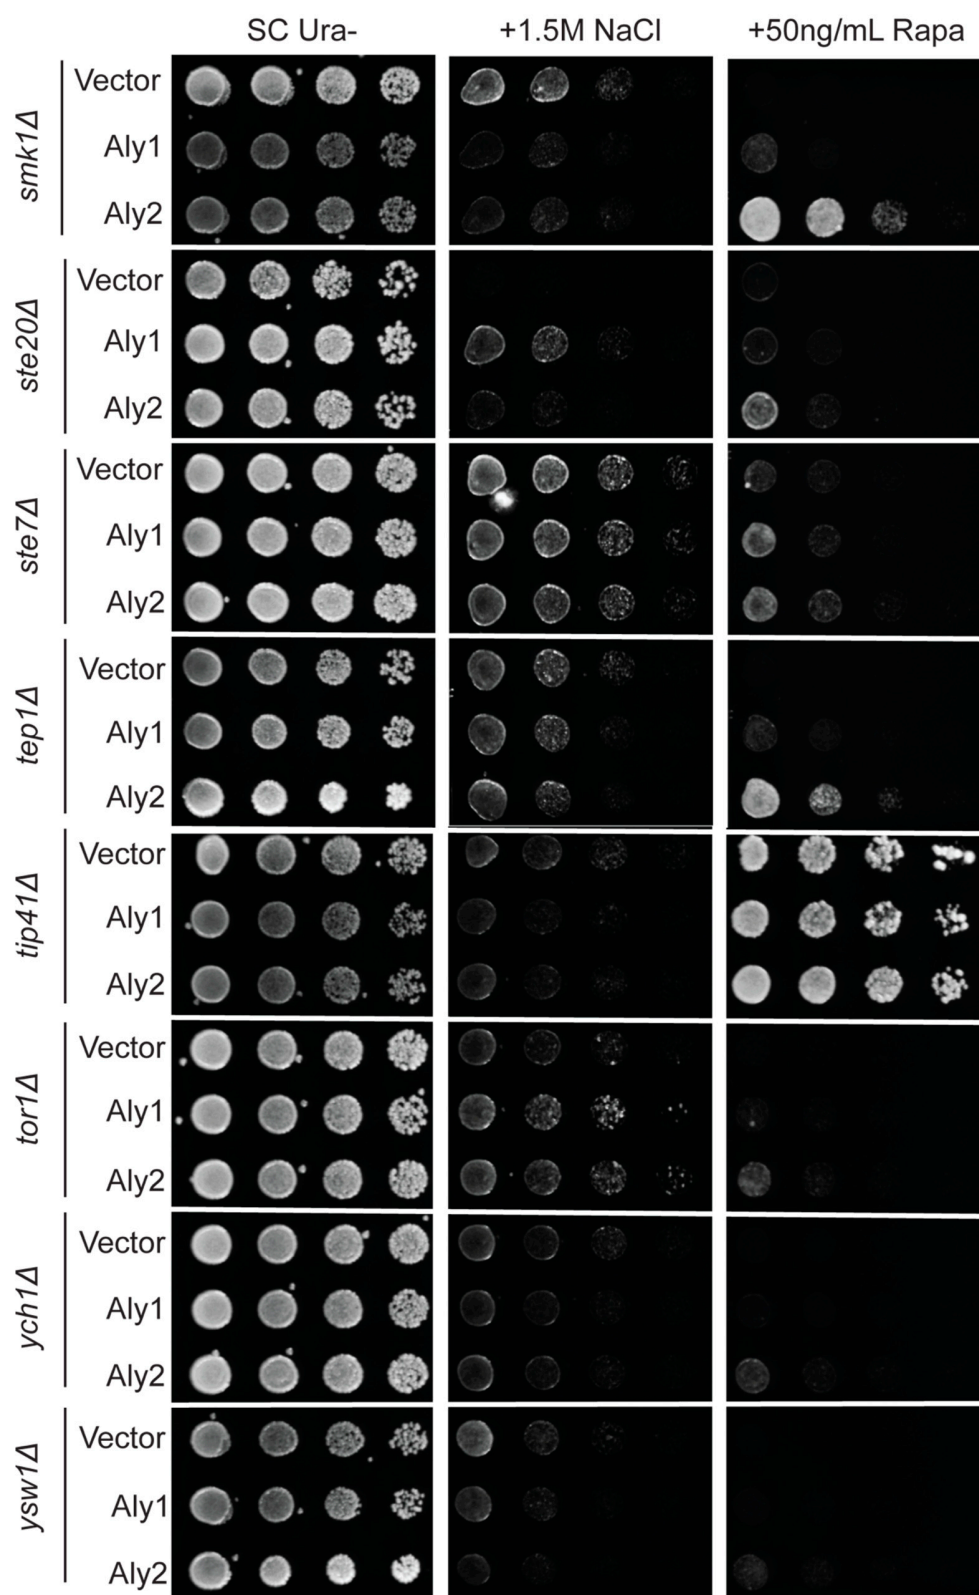 SC Ura- +1.5M NaCl +50ng/mL Rapa
smk1Δ
Vector
Aly1
Aly2
ste20Δ
Vector
Aly1
Aly2
ste7Δ
Vector
Aly1
Aly2
tep1Δ
Vector
Aly1
Aly2
tip41Δ
Vector
Aly1
Aly2
tor1Δ
Vector
Aly1
Aly2
ych1Δ
Vector
Aly1
Aly2
ysw1Δ
Vector
Aly1
Aly2